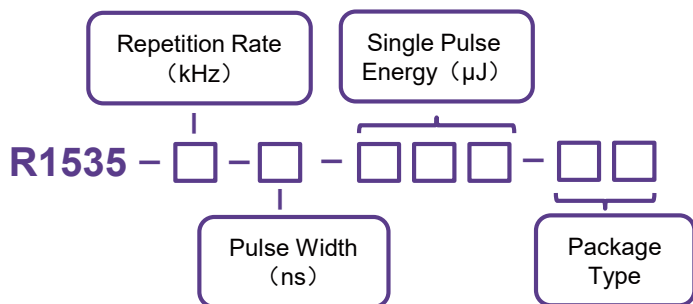 Repetition Rate
（kHz）
Single Pulse
Energy（μJ）
R1535 – □ – □ – □□□ – □□
Pulse Width
（ns）
Package
Type